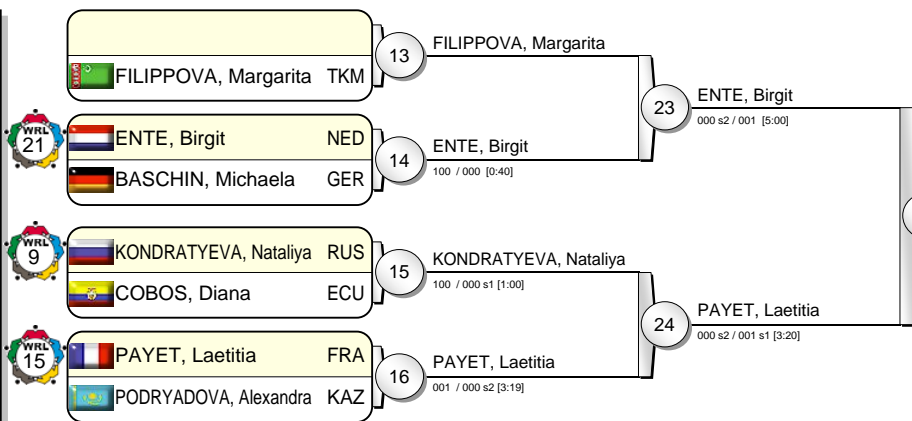 FILIPPOVA, Margarita TKM
13
FILIPPOVA, Margarita
WRL
21
ENTE, Birgit NED
BASCHIN, Michaela GER
14
ENTE, Birgit
100 / 000 [0:40]
23
ENTE, Birgit
000 s2 / 001 [5:00]
WRL
9
KONDRATYEVA, Nataliya RUS
COBOS, Diana ECU
15
KONDRATYEVA, Nataliya
100 / 000 s1 [1:00]
WRL
15
PAYET, Laetitia FRA
PODRYADOVA, Alexandra KAZ
16
PAYET, Laetitia
001 / 000 s2 [3:19]
24
PAYET, Laetitia
000 s2 / 001 s1 [3:20]